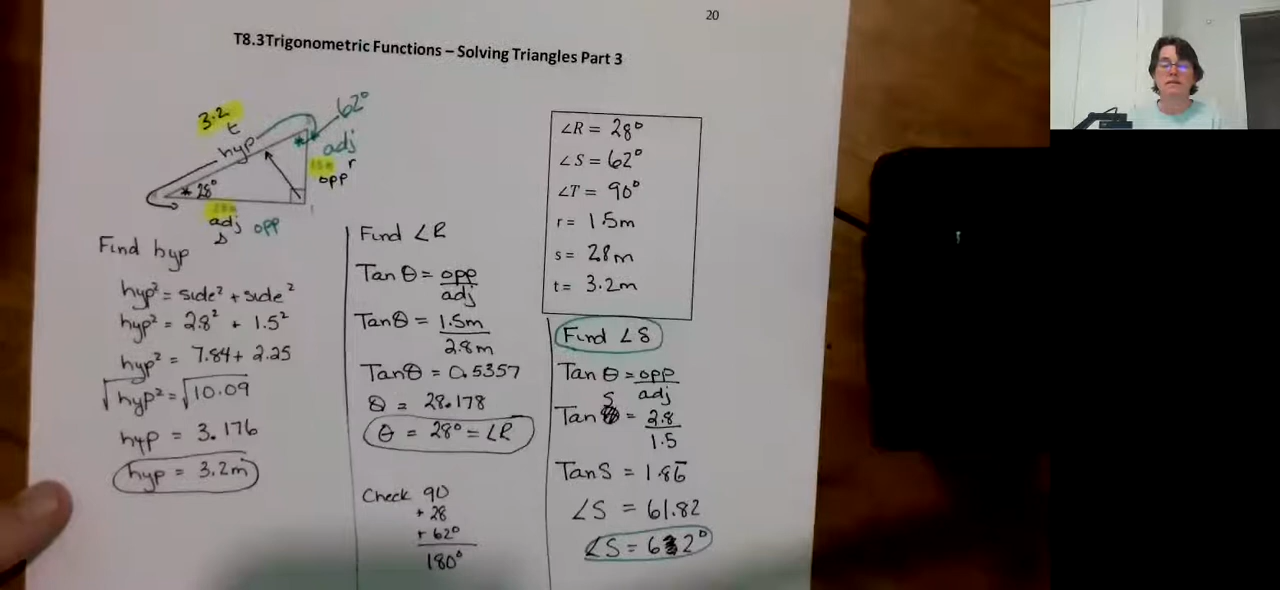 20
T8.3Trigonometric Functions – Solving Triangles Part 3
3.2
t
62°
hyp
adj
r
opp
28°
adj opp
s
∠R = 28°
∠S = 62°
∠T = 90°
r = 1.5m
s = 2.8m
t = 3.2m
Find hyp
hyp² = side² + side²
hyp² = 2.8² + 1.5²
hyp² = 7.84 + 2.25
√hyp² = √10.09
hyp = 3.176
hyp = 3.2m
Find ∠R
Tan θ = opp
adj
Tan θ = 1.5m
2.8m
Tan θ = 0.5357
θ = 28.178
θ = 28° = ∠R
Check 90
+ 28
+ 62°
180°
Find ∠S
Tan θ = opp
adj
Tan S = 2.8
1.5
Tan S = 1.86
∠S = 61.82
∠S = 62°